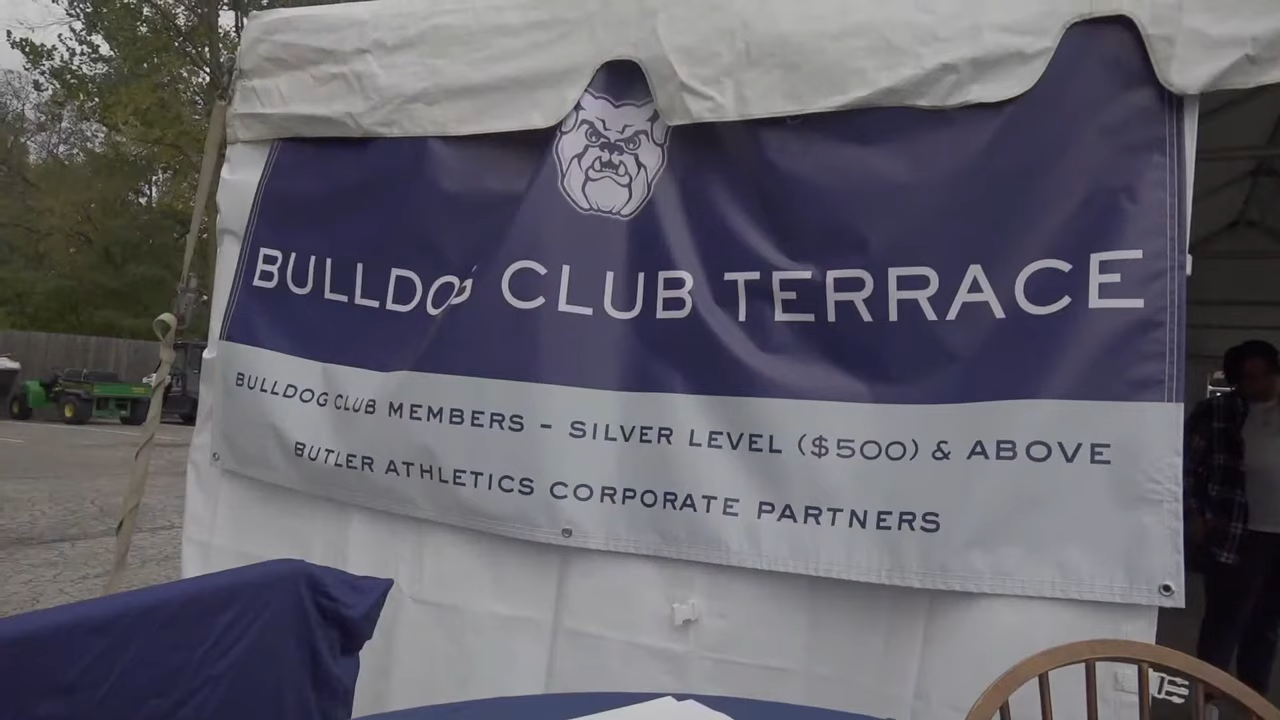 BULLDOG CLUB TERRACE
BULLDOG CLUB MEMBERS - SILVER LEVEL ($500) & ABOVE
BUTLER ATHLETICS CORPORATE PARTNERS